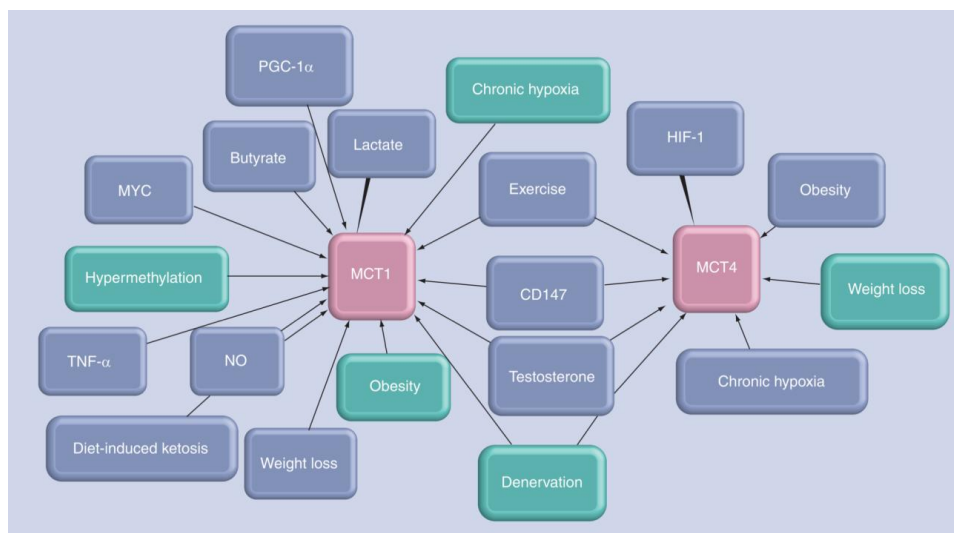 PGC-1α
Chronic hypoxia
HIF-1
Lactate
Butyrate
MYC
Exercise
Obesity
MCT1
MCT4
Hypermethylation
CD147
Weight loss
TNF-α
NO
Obesity
Testosterone
Chronic hypoxia
Diet-induced ketosis
Weight loss
Denervation